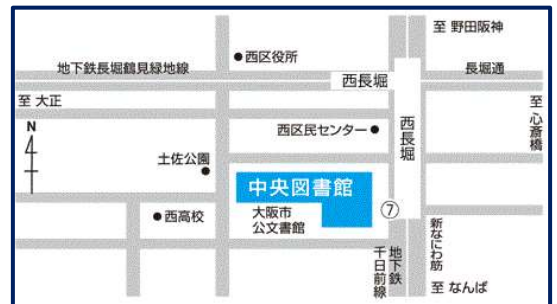 至 野田阪神
西区役所
地下鉄長堀鶴見緑地線
西長堀
長堀通
至 大正
至 心斎橋
N
西区民センター
西長堀
土佐公園
中央図書館
西高校
大阪市
公文書館
⑦
新なにわ筋
地下鉄
千日前線
至 なんば